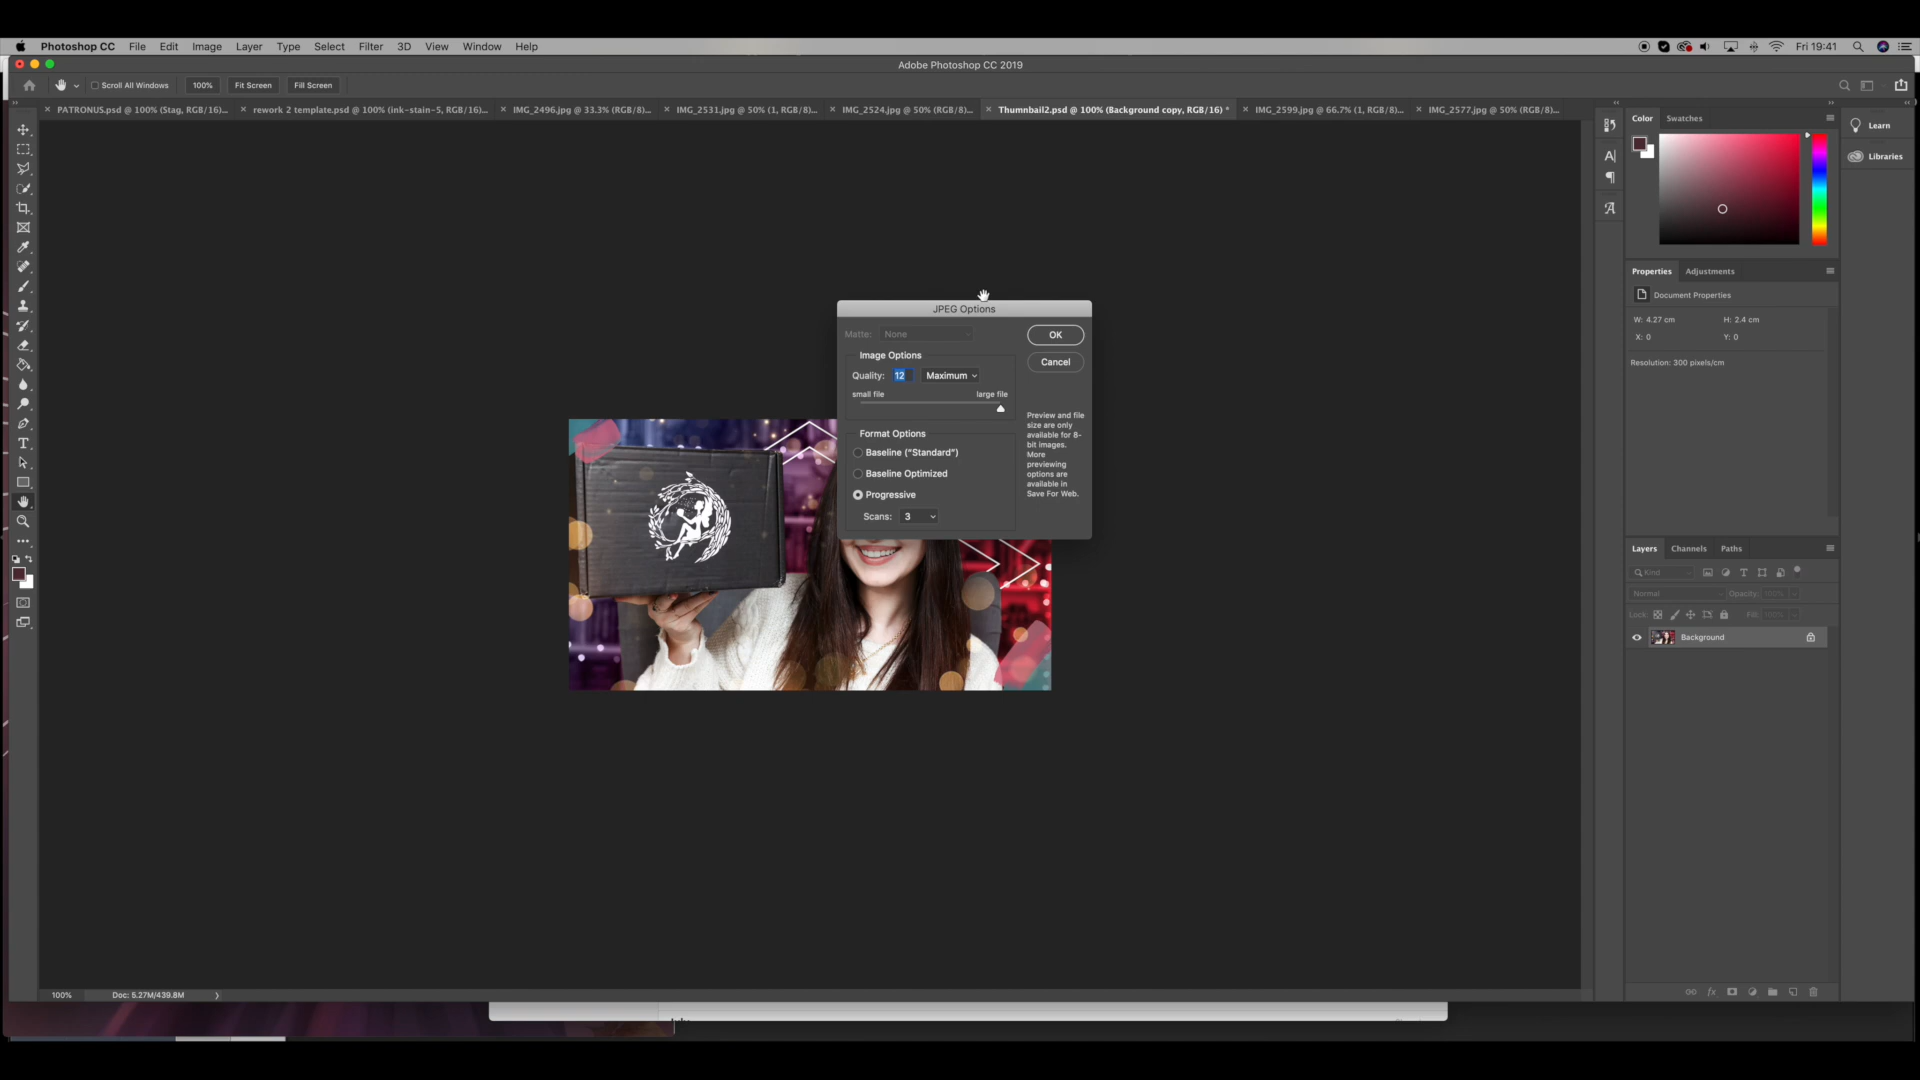 Photoshop CC File Edit Image Layer Type Select Filter 3D View Window Help Fri 19:41
Adobe Photoshop CC 2019
Scroll All Windows 100% Fit Screen Fill Screen
PATRONUS.psd @ 100% (Stag, RGB/16)... rework 2 template.psd @ 100% (ink-stain-5, RGB/16)... IMG_2496.jpg @ 33.3% (RGB/8)... IMG_2531.jpg @ 50% (1, RGB/8)... IMG_2524.jpg @ 50% (RGB/8)... Thumnbail2.psd @ 100% (Background copy, RGB/16) * IMG_2599.jpg @ 66.7% (1, RGB/8)... IMG_2577.jpg @ 50% (RGB/8)...
Color Swatches
Learn
Libraries
Properties Adjustments
Document Properties
W: 4.27 cm H: 2.4 cm
X: 0 Y: 0
Resolution: 300 pixels/cm
JPEG Options
Matte: None
OK
Cancel
Image Options
Quality: 12 Maximum
small file large file
Format Options
Baseline ("Standard")
Baseline Optimized
Progressive
Scans: 3
Preview and file
size are only
available for 8-
bit images.
More
previewing
options are
available in
Save For Web.
Layers Channels Paths
Kind
Normal Opacity: 100%
Lock: Fill: 100%
Background
100% Doc: 5.27M/439.8M